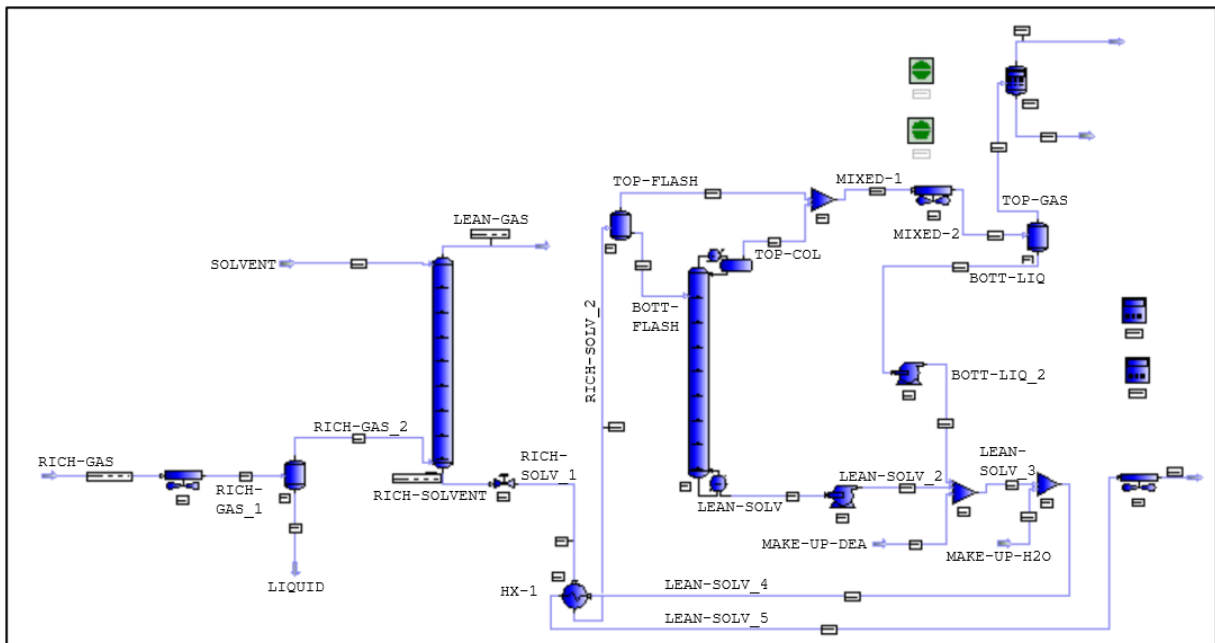 TOP-FLASH
MIXED-1
LEAN-GAS
TOP-GAS
MIXED-2
SOLVENT
TOP-COL
BOTT-LIQ
BOTT-
FLASH
RICH-SOLV_2
BOTT-LIQ_2
RICH-GAS_2
RICH-GAS
RICH-
GAS_1
RICH-
SOLV_1
RICH-SOLVENT
LEAN-SOLV
LEAN-SOLV_2
LEAN-
SOLV_3
MAKE-UP-DEA
MAKE-UP-H2O
LIQUID
HX-1
LEAN-SOLV_4
LEAN-SOLV_5